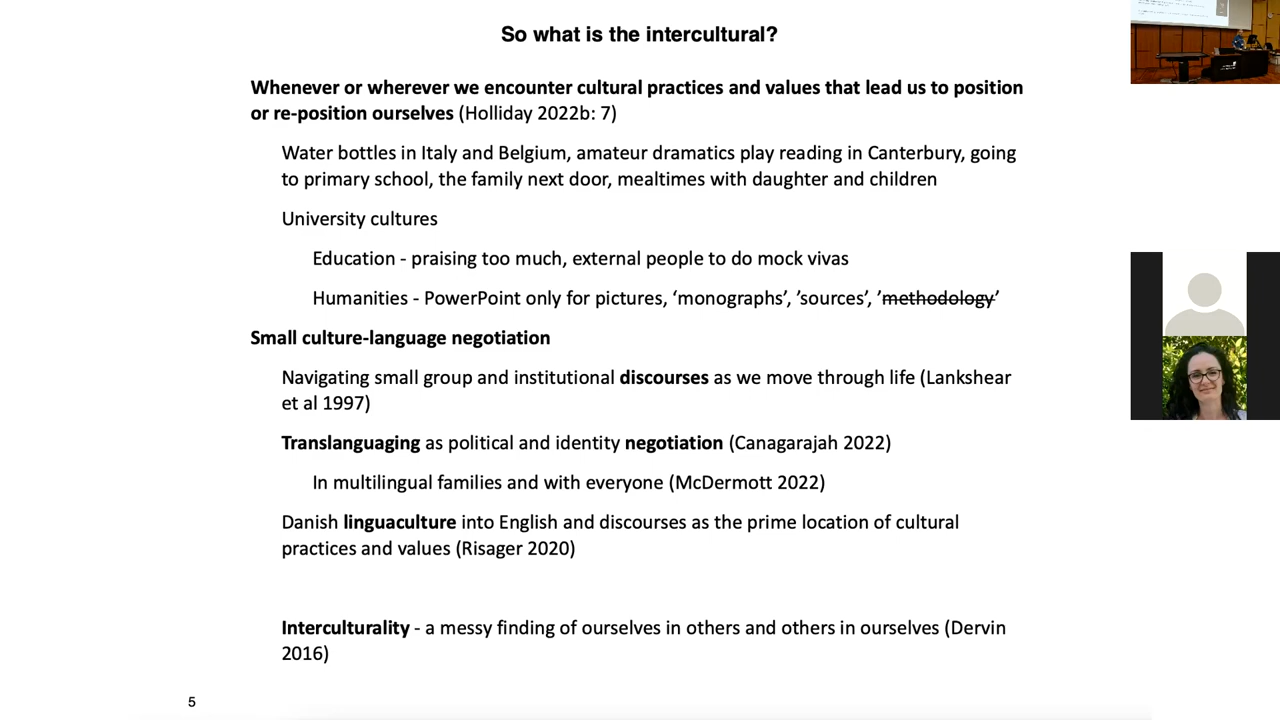 So what is the intercultural?
Whenever or wherever we encounter cultural practices and values that lead us to position
or re-position ourselves (Holliday 2022b: 7)
Water bottles in Italy and Belgium, amateur dramatics play reading in Canterbury, going
to primary school, the family next door, mealtimes with daughter and children
University cultures
Education - praising too much, external people to do mock vivas
Humanities - PowerPoint only for pictures, ‘monographs’, ’sources’, ’methodology’
Small culture-language negotiation
Navigating small group and institutional discourses as we move through life (Lankshear
et al 1997)
Translanguaging as political and identity negotiation (Canagarajah 2022)
In multilingual families and with everyone (McDermott 2022)
Danish linguaculture into English and discourses as the prime location of cultural
practices and values (Risager 2020)
Interculturality - a messy finding of ourselves in others and others in ourselves (Dervin
2016)
5